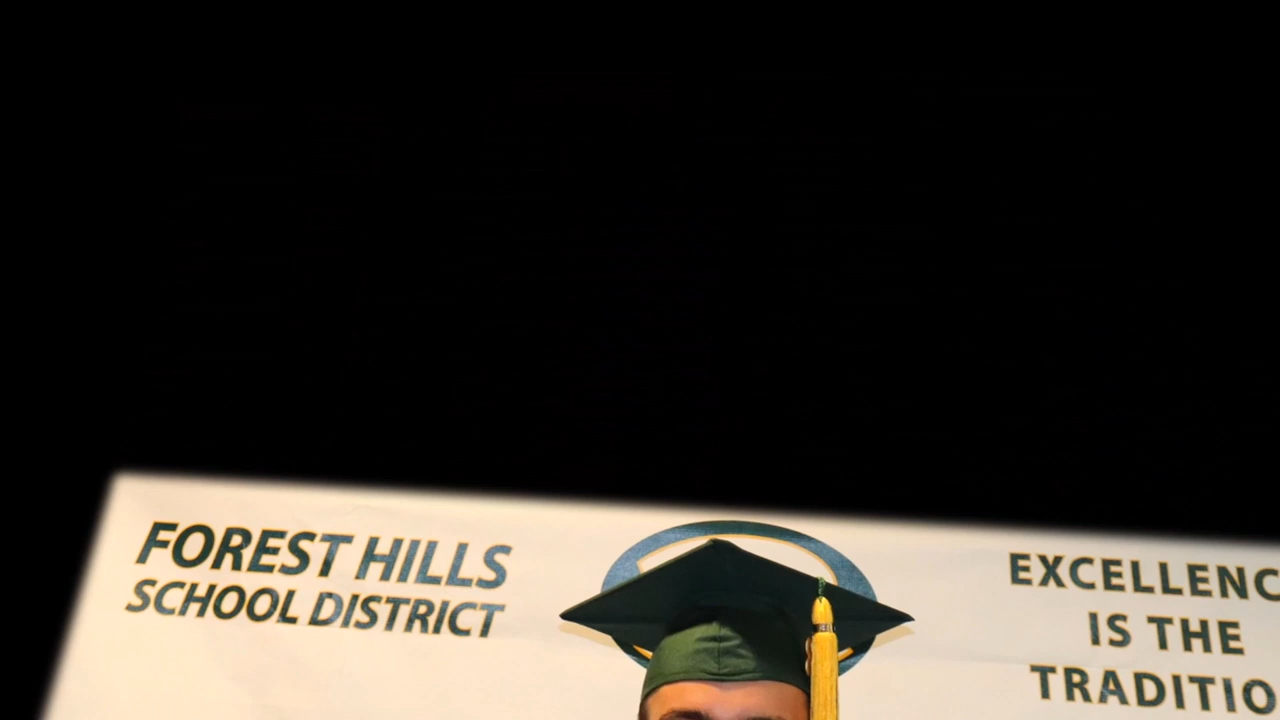 FOREST HILLS
SCHOOL DISTRICT
EXCELLENC
IS THE
TRADITIO